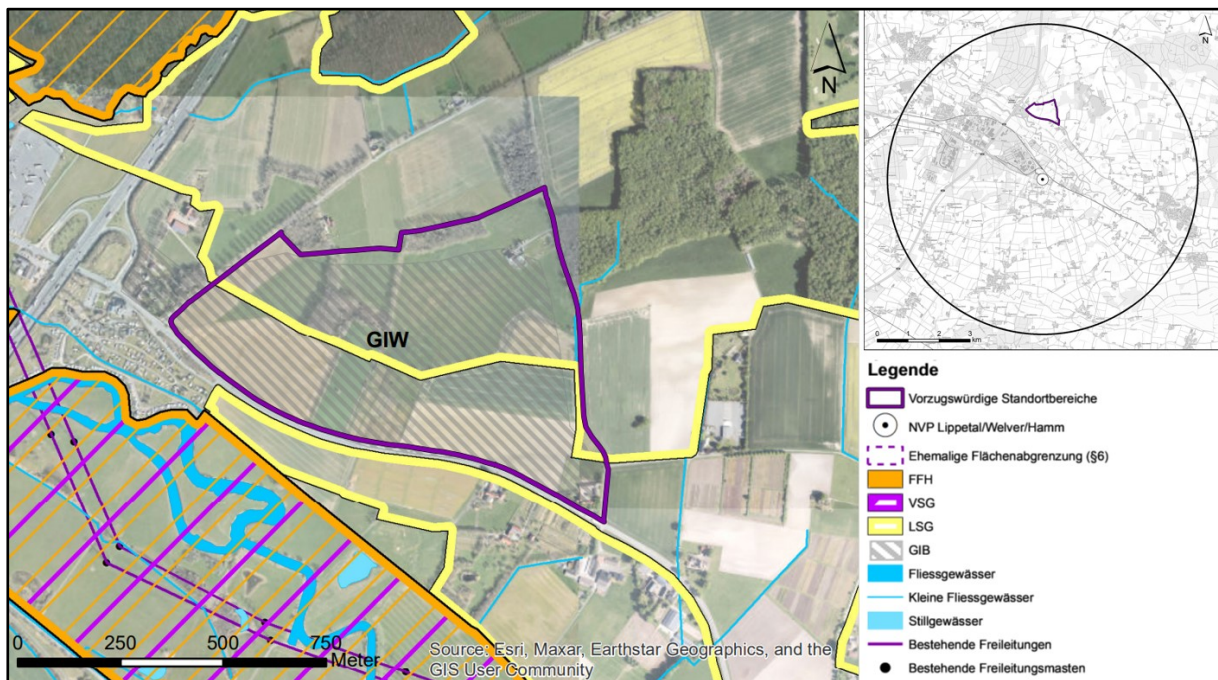 N
GIW
0 250 500 750
Meter
Source: Esri, Maxar, Earthstar Geographics, and the
GIS User Community
N
0 1 2 3
km
Legende
Vorzugswürdige Standortbereiche
NVP Lippetal/Welver/Hamm
Ehemalige Flächenabgrenzung (§6)
FFH
VSG
LSG
GIB
Fliessgewässer
Kleine Fliessgewässer
Stillgewässer
Bestehende Freileitungen
Bestehende Freileitungsmasten